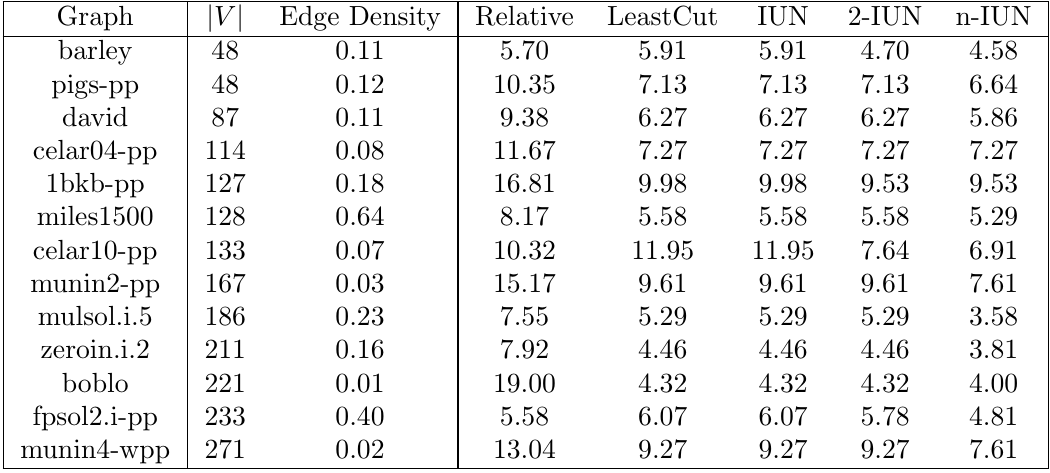 Graph |V| Edge Density Relative LeastCut IUN 2-IUN n-IUN
barley 48 0.11 5.70 5.91 5.91 4.70 4.58
pigs-pp 48 0.12 10.35 7.13 7.13 7.13 6.64
david 87 0.11 9.38 6.27 6.27 6.27 5.86
celar04-pp 114 0.08 11.67 7.27 7.27 7.27 7.27
1bkb-pp 127 0.18 16.81 9.98 9.98 9.53 9.53
miles1500 128 0.64 8.17 5.58 5.58 5.58 5.29
celar10-pp 133 0.07 10.32 11.95 11.95 7.64 6.91
munin2-pp 167 0.03 15.17 9.61 9.61 9.61 7.61
mulsol.i.5 186 0.23 7.55 5.29 5.29 5.29 3.58
zeroin.i.2 211 0.16 7.92 4.46 4.46 4.46 3.81
boblo 221 0.01 19.00 4.32 4.32 4.32 4.00
fpsol2.i-pp 233 0.40 5.58 6.07 6.07 5.78 4.81
munin4-wpp 271 0.02 13.04 9.27 9.27 9.27 7.61